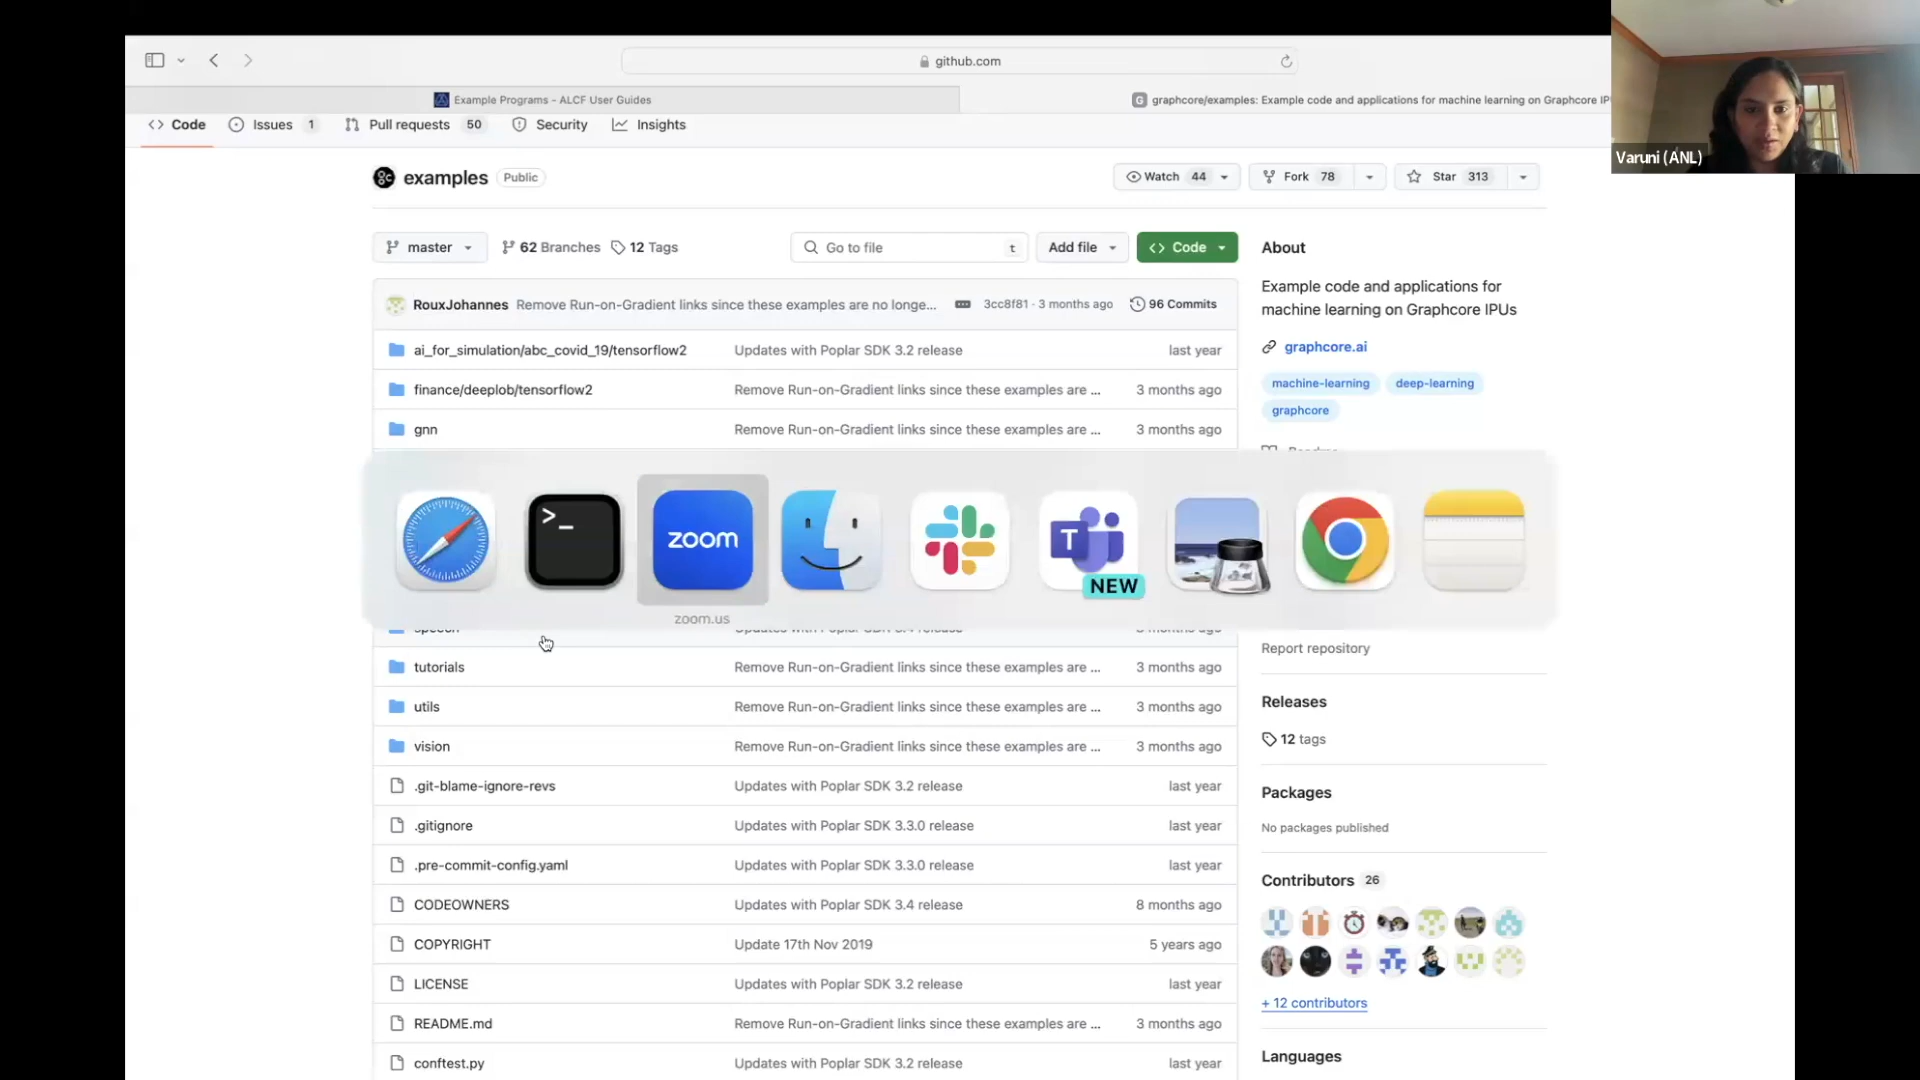 github.com
Example Programs - ALCF User Guides
graphcore/examples: Example code and applications for machine learning on Graphcore IPU
Varuni (ANL)
Code
Issues 1
Pull requests 50
Security
Insights
examples Public
Watch 44
Fork 78
Star 313
master
62 Branches
12 Tags
Go to file t
Add file
Code
About
Example code and applications for
machine learning on Graphcore IPUs
graphcore.ai
machine-learning
deep-learning
graphcore
RouxJohannes Remove Run-on-Gradient links since these examples are no longe... 3cc8f81 · 3 months ago 96 Commits
ai_for_simulation/abc_covid_19/tensorflow2 Updates with Poplar SDK 3.2 release last year
finance/deeplob/tensorflow2 Remove Run-on-Gradient links since these examples are ... 3 months ago
gnn Remove Run-on-Gradient links since these examples are ... 3 months ago
>_
zoom
T
NEW
zoom.us
tutorials Remove Run-on-Gradient links since these examples are ... 3 months ago
utils Remove Run-on-Gradient links since these examples are ... 3 months ago
vision Remove Run-on-Gradient links since these examples are ... 3 months ago
.git-blame-ignore-revs Updates with Poplar SDK 3.2 release last year
.gitignore Updates with Poplar SDK 3.3.0 release last year
.pre-commit-config.yaml Updates with Poplar SDK 3.3.0 release last year
CODEOWNERS Updates with Poplar SDK 3.4 release 8 months ago
COPYRIGHT Update 17th Nov 2019 5 years ago
LICENSE Updates with Poplar SDK 3.2 release last year
README.md Remove Run-on-Gradient links since these examples are ... 3 months ago
conftest.py Updates with Poplar SDK 3.2 release last year
Report repository
Releases
12 tags
Packages
No packages published
Contributors 26
+ 12 contributors
Languages